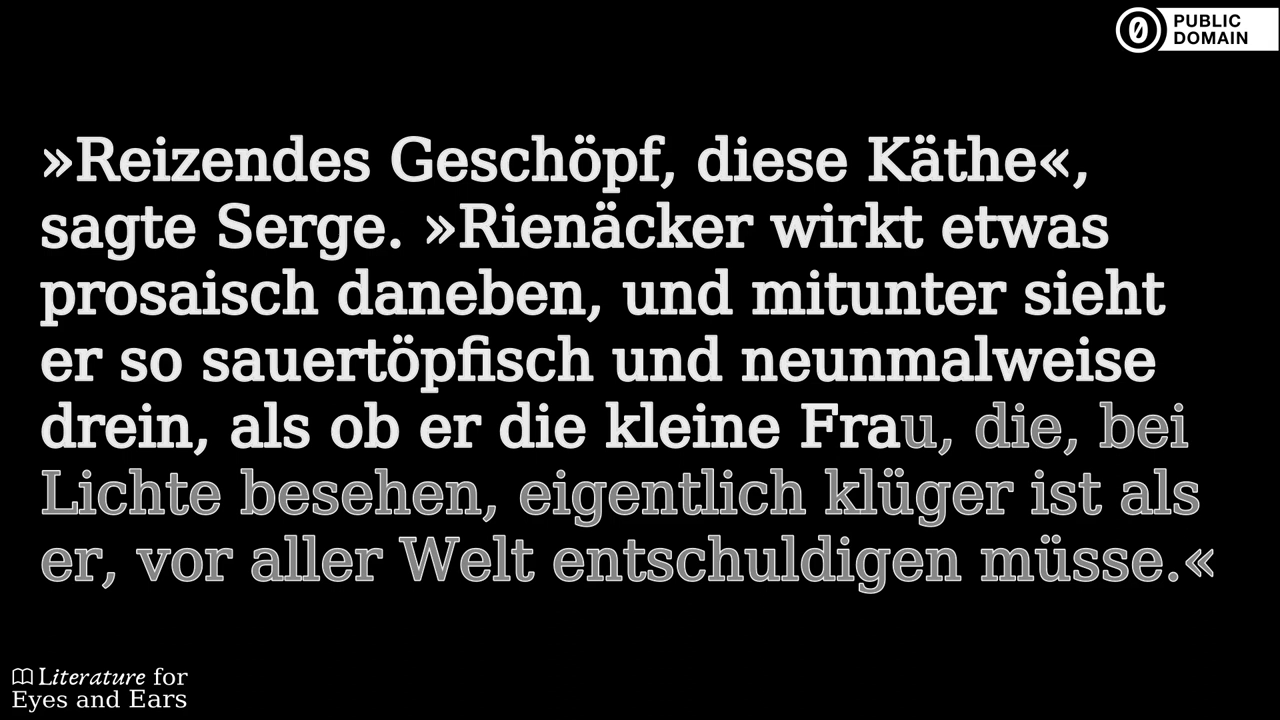 PUBLIC
DOMAIN
»Reizendes Geschöpf, diese Käthe«,
sagte Serge. »Rienäcker wirkt etwas
prosaisch daneben, und mitunter sieht
er so sauertöpfisch und neunmalweise
drein, als ob er die kleine Frau, die, bei
Lichte besehen, eigentlich klüger ist als
er, vor aller Welt entschuldigen müsse.«
Literature for
Eyes and Ears